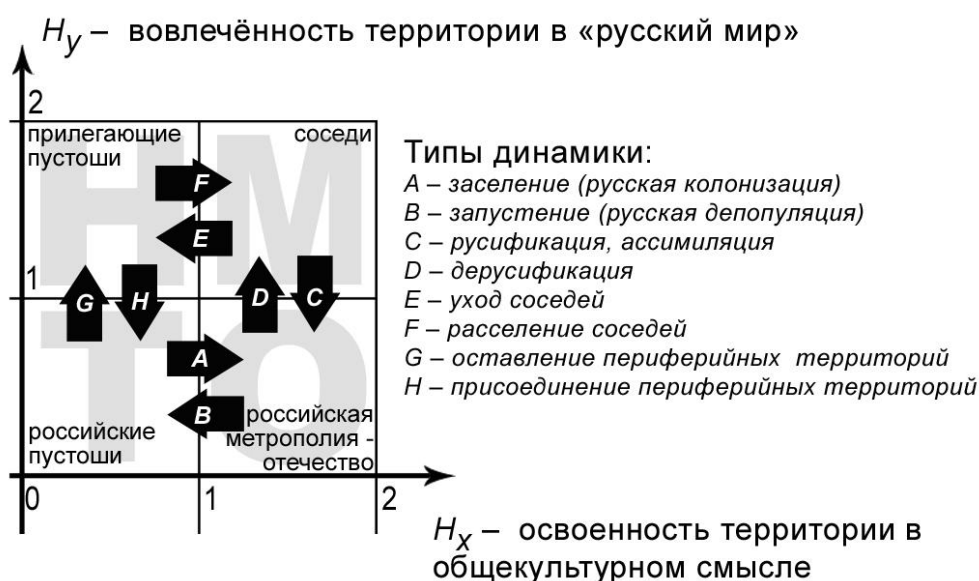 Hy – вовлечённость территории в «русский мир»
2
прилегающие
пустоши
соседи
Н М
F
E
1
G
H
D
C
Т О
A
B
российские
пустоши
российская
метрополия -
отечество
0
1
2
Типы динамики:
A – заселение (русская колонизация)
B – запустение (русская депопуляция)
C – русификация, ассимиляция
D – дерусификация
E – уход соседей
F – расселение соседей
G – оставление периферийных территорий
H – присоединение периферийных территорий
Hx – освоенность территории в
общекультурном смысле